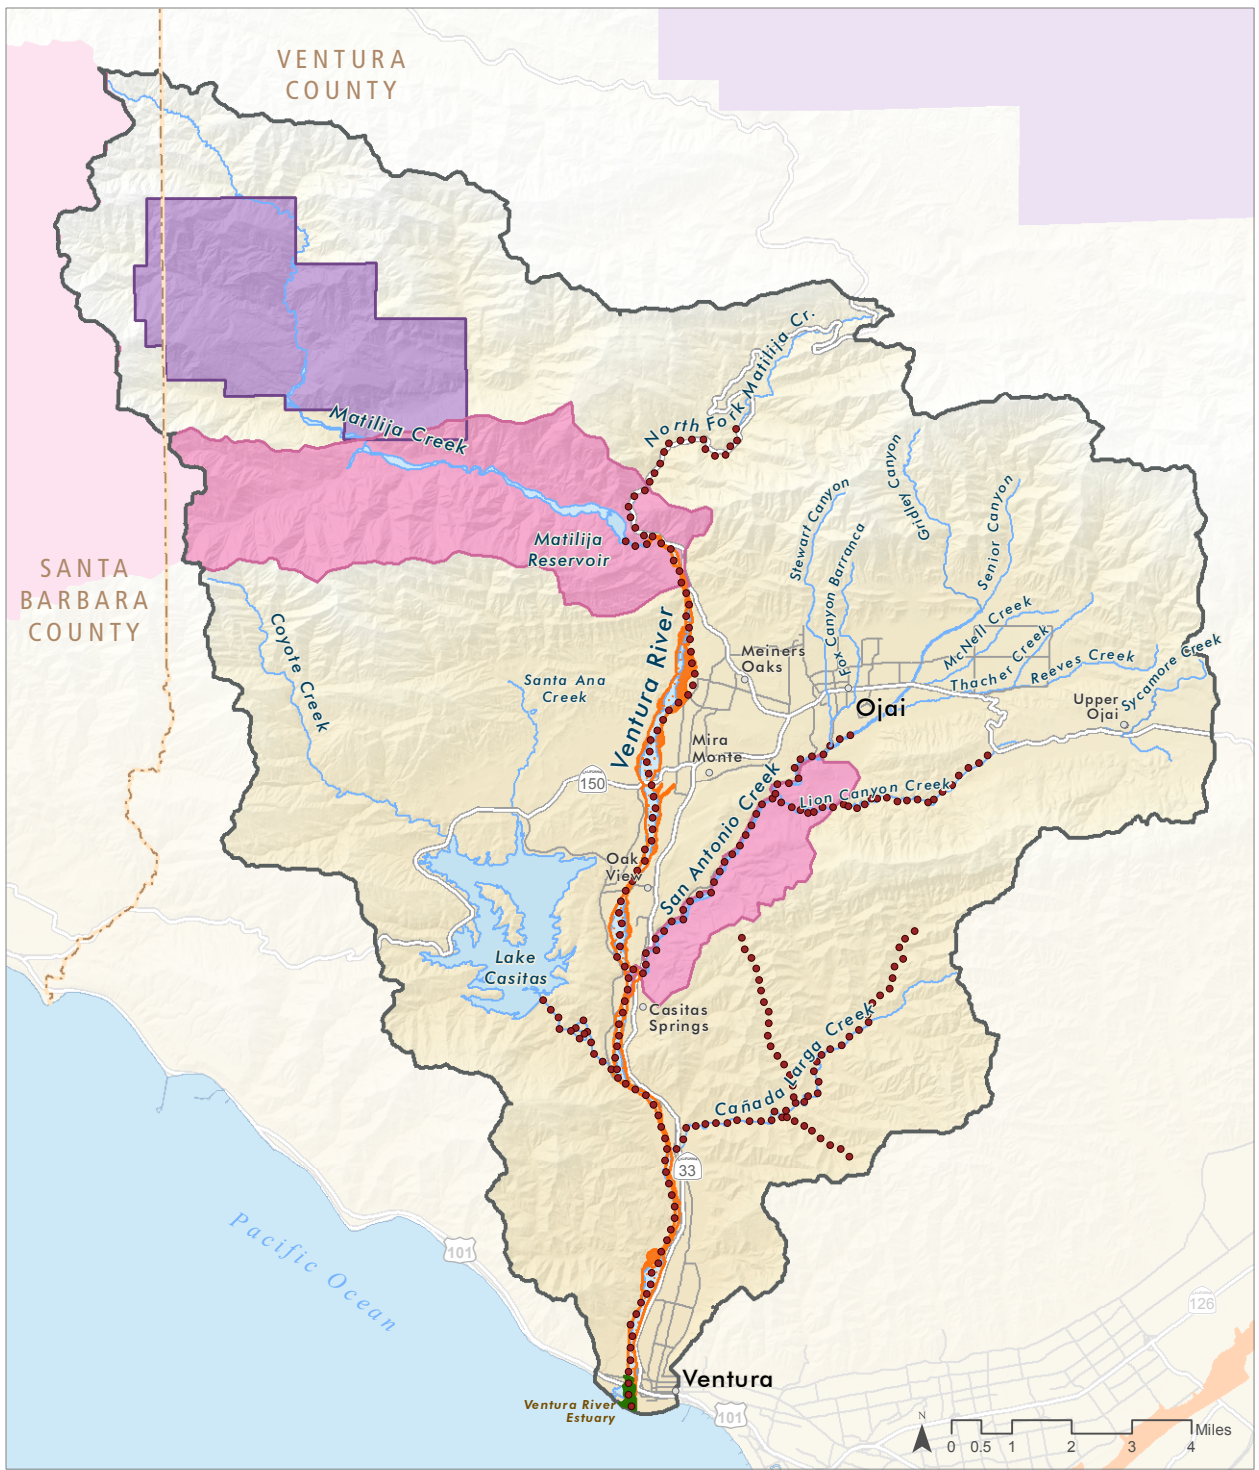 VENTURA
COUNTY
North Fork Matilija Cr.
Matilija Creek
Gridley Canyon
Stewart Canyon
Senior Canyon
Fox Canyon Barranca
Matilija
Reservoir
SANTA
BARBARA
COUNTY
Coyote Creek
McNell Creek
Thacher Creek
Reeves Creek
Sycamore Creek
Ventura River
Meiners
Oaks
Santa Ana
Creek
Upper
Ojai
Ojai
Mira
Monte
CALIFORNIA
150
San Antonio Creek
Lion Canyon Creek
Oak
View
Lake
Casitas
Casitas
Springs
Cañada Larga Creek
CALIFORNIA
33
Pacific Ocean
101
126
Ventura
Ventura River
Estuary
101
N
0 0.5 1 2 3 4 Miles